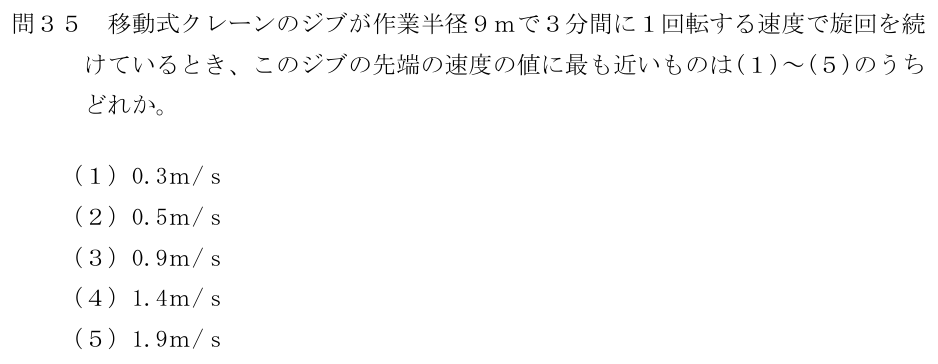 問３５　移動式クレーンのジブが作業半径９ｍで３分間に１回転する速度で旋回を続
けているとき、このジブの先端の速度の値に最も近いものは(１)～(５)のうち
どれか。
（１）0.3m/ｓ
（２）0.5m/ｓ
（３）0.9m/ｓ
（４）1.4m/ｓ
（５）1.9m/ｓ